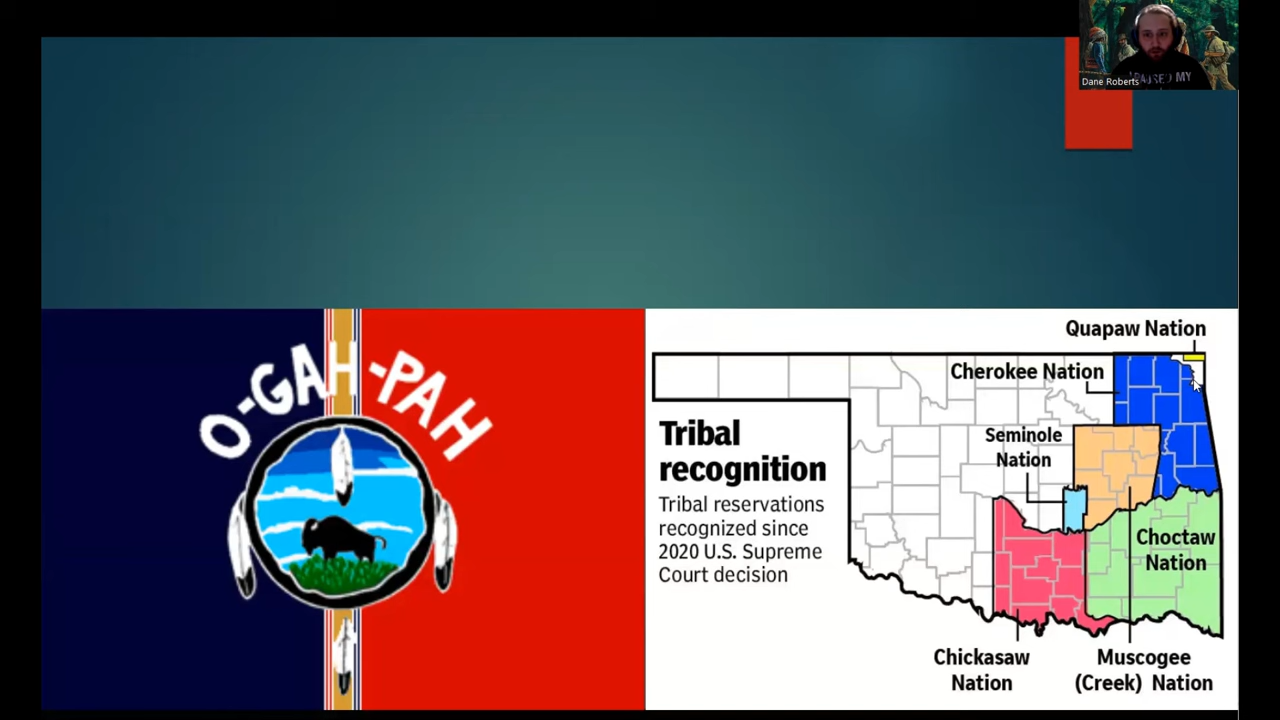 Dane Roberts
O-GAH-PAH
Quapaw Nation
Cherokee Nation
Seminole
Nation
Tribal
recognition
Tribal reservations
recognized since
2020 U.S. Supreme
Court decision
Choctaw
Nation
Chickasaw
Nation
Muscogee
(Creek) Nation